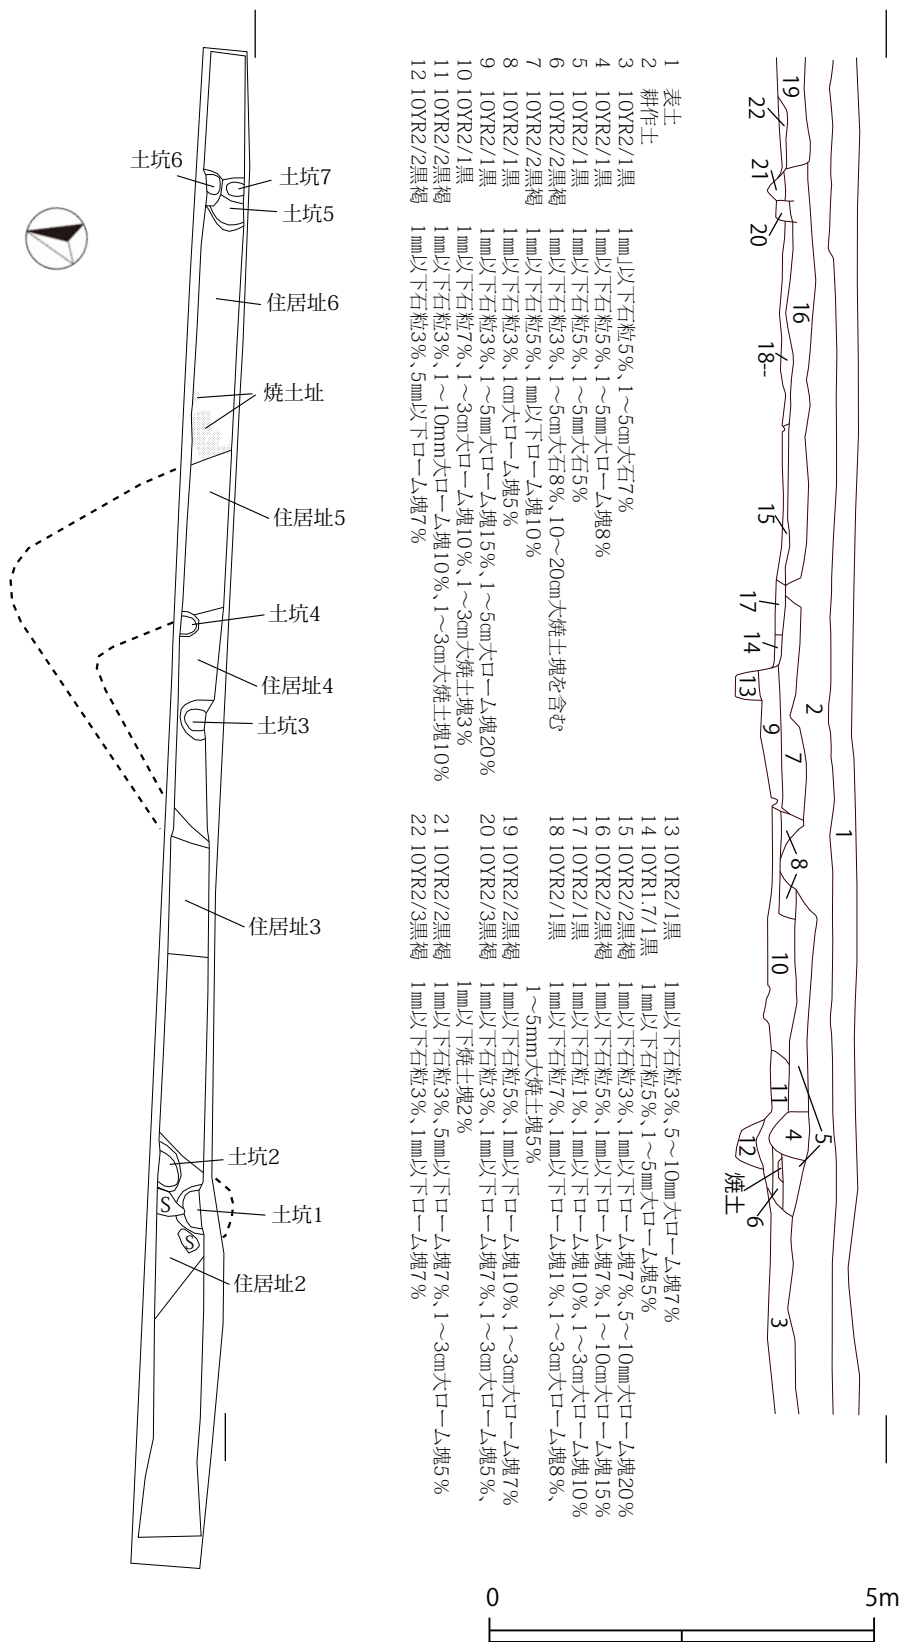 土坑6
土坑7
土坑5
住居址6
焼土址
住居址5
土坑4
住居址4
土坑3
住居址3
土坑2
土坑1
住居址2
S
S
1 表土
2 耕作土
3 10YR2/1黒 1㎜」以下石粒5%、1～5㎝大石7%
4 10YR2/1黒 1㎜以下石粒5%、1～5㎜大ローム塊8%
5 10YR2/1黒 1㎜以下石粒5%、1～5㎜大石5%
6 10YR2/2黒褐 1㎜以下石粒3%、1～5㎝大石8%、10～20㎝大焼土塊を含む
7 10YR2/2黒褐 1㎜以下石粒5%、1㎜以下ローム塊10%
8 10YR2/1黒 1㎜以下石粒3%、1㎝大ローム塊5%
9 10YR2/1黒 1㎜以下石粒3%、1～5㎜大ローム塊15%、1～5㎝大ローム塊20%
10 10YR2/1黒 1㎜以下石粒7%、1～3㎝大ローム塊10%、1～3㎝大焼土塊3%
11 10YR2/2黒褐 1㎜以下石粒3%、1～10mm大ローム塊10%、1～3㎝大焼土塊10%
12 10YR2/2黒褐 1㎜以下石粒3%、5㎜以下ローム塊7%
13 10YR2/1黒 1㎜以下石粒3%、5～10㎜大ローム塊7%
14 10YR1.7/1黒 1㎜以下石粒5%、1～5㎜大ローム塊5%
15 10YR2/2黒褐 1㎜以下石粒3%、1㎜以下ローム塊7%、5～10㎜大ローム塊20%
16 10YR2/2黒褐 1㎜以下石粒5%、1㎜以下ローム塊7%、1～10㎝大ローム塊15%
17 10YR2/1黒 1㎜以下石粒1%、1㎜以下ローム塊10%、1～3㎝大ローム塊10%
18 10YR2/1黒 1㎜以下石粒7%、1㎜以下ローム塊1%、1～3㎝大ローム塊8%、
1～5mm大焼土塊5%
19 10YR2/2黒褐 1㎜以下石粒5%、1㎜以下ローム塊10%、1～3㎝大ローム塊7%
20 10YR2/3黒褐 1㎜以下石粒3%、1㎜以下ローム塊7%、1～3㎝大ローム塊5%、
1㎜以下焼土塊2%
21 10YR2/2黒褐 1㎜以下石粒3%、5㎜以下ローム塊7%、1～3㎝大ローム塊5%
22 10YR2/3黒褐 1㎜以下石粒3%、1㎜以下ローム塊7%
19
22
21
20
16
18--
15
17
14
13
2
9
7
1
8
10
11
4
5
12
焼土
6
3
0
5m